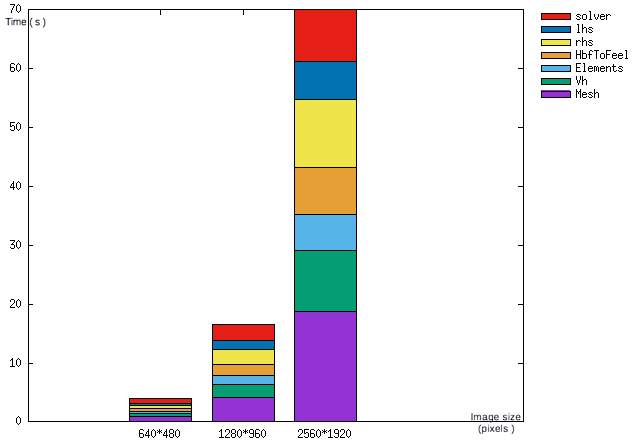 70
Time ( s )
60
50
40
30
20
10
0
640*480
1280*960
2560*1920
Image size
(pixels )
solver
lhs
rhs
HbfToFeel
Elements
Vh
Mesh